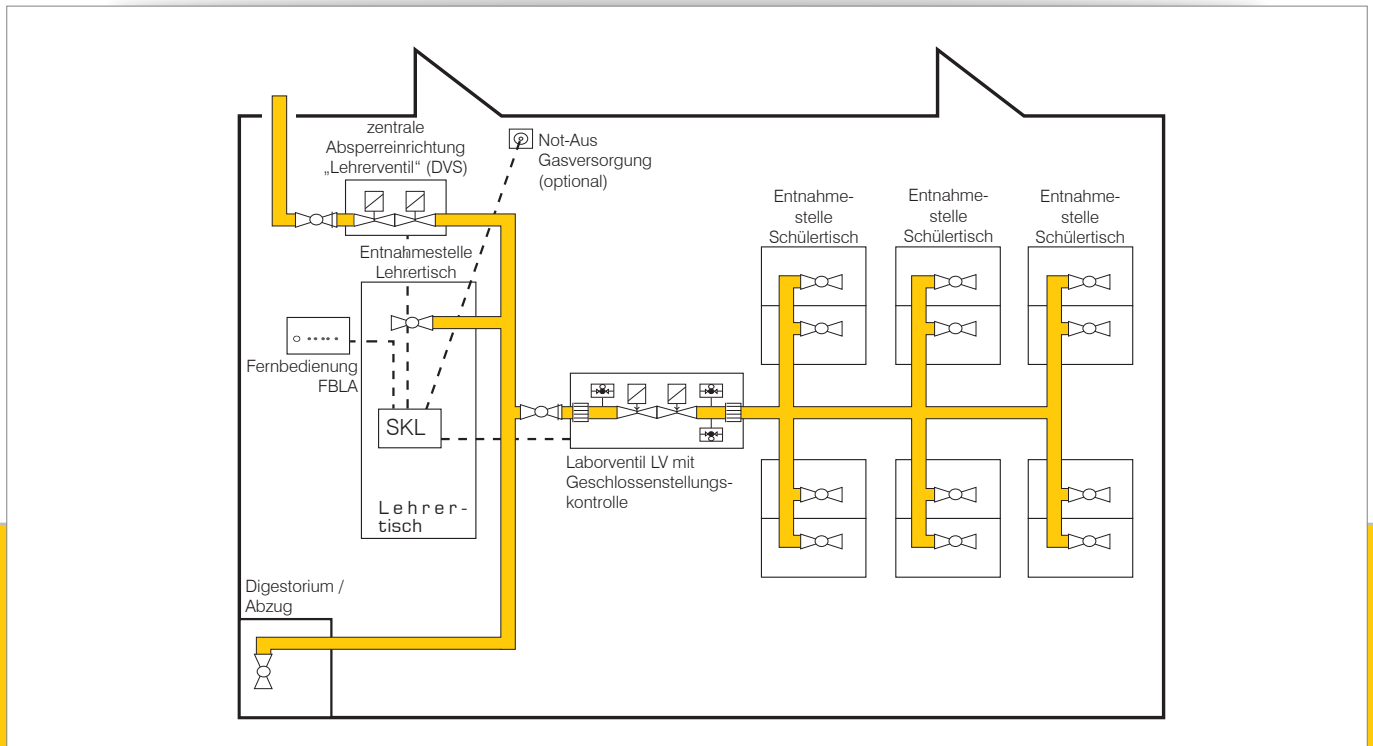 zentrale
Absperreinrichtung
„Lehrerventil“ (DVS)
Not-Aus
Gasversorgung
(optional)
Entnahme-
stelle
Schülertisch
Entnahme-
stelle
Schülertisch
Entnahme-
stelle
Schülertisch
Entnahmestelle
Lehrertisch
Fernbedienung
FBLA
SKL
Laborventil LV mit
Geschlossenstellungs-
kontrolle
Lehrer-
tisch
Digestorium /
Abzug